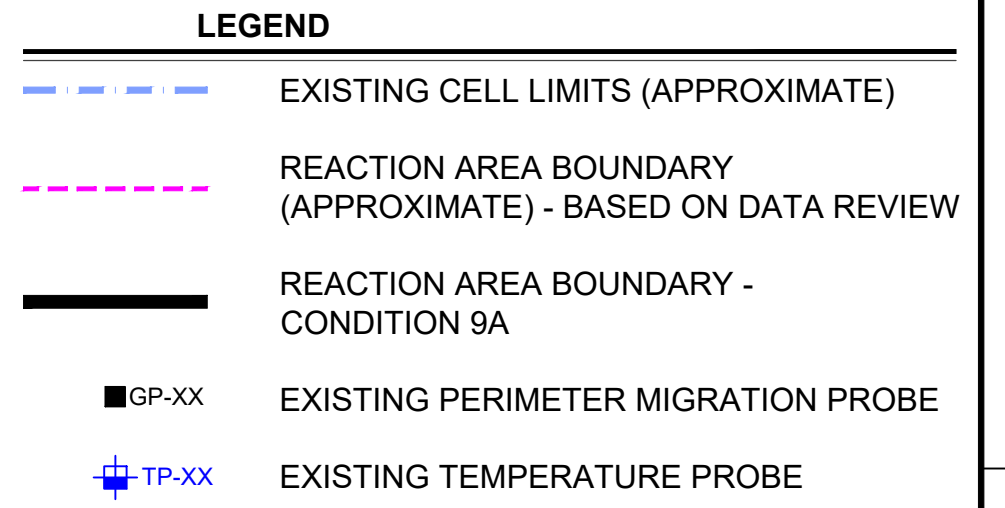 LEGEND
EXISTING CELL LIMITS (APPROXIMATE)
REACTION AREA BOUNDARY
(APPROXIMATE) - BASED ON DATA REVIEW
REACTION AREA BOUNDARY -
CONDITION 9A
GP-XX EXISTING PERIMETER MIGRATION PROBE
TP-XX EXISTING TEMPERATURE PROBE